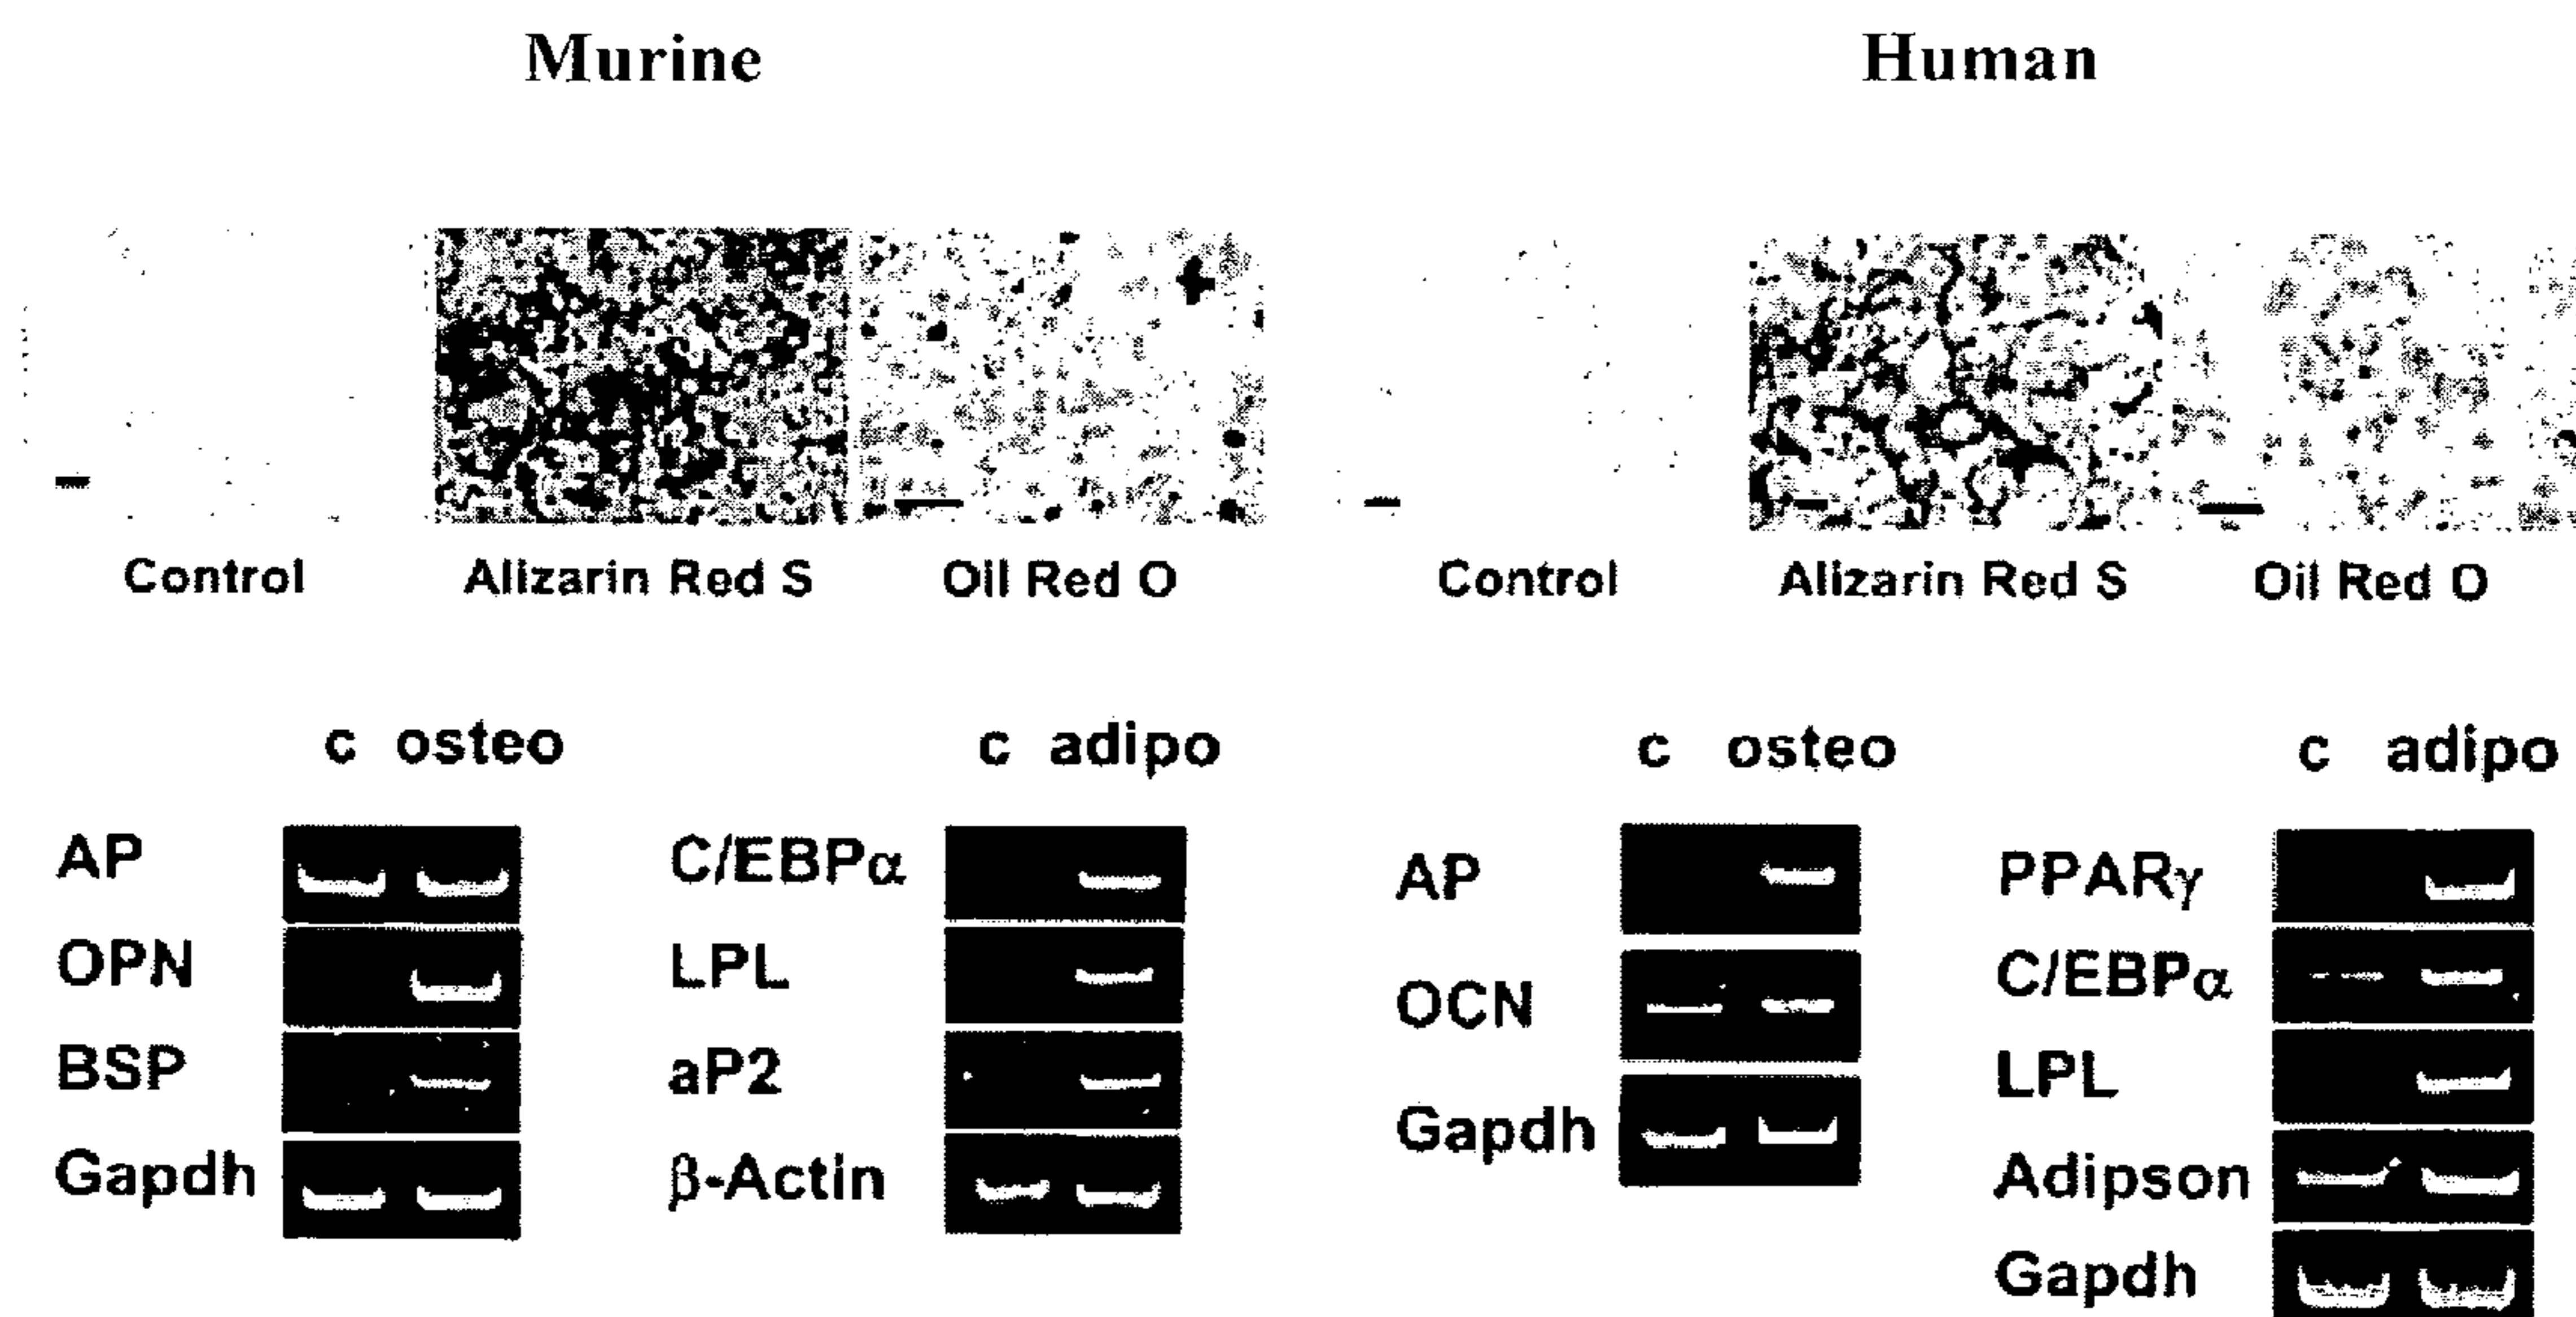 Murine
Human
Control Alizarin Red S Oil Red O
Control Alizarin Red S Oil Red O
c osteo
AP
OPN
BSP
Gapdh
c adipo
C/EBPα
LPL
aP2
β-Actin
c osteo
AP
OCN
Gapdh
c adipo
PPARγ
C/EBPα
LPL
Adipson
Gapdh